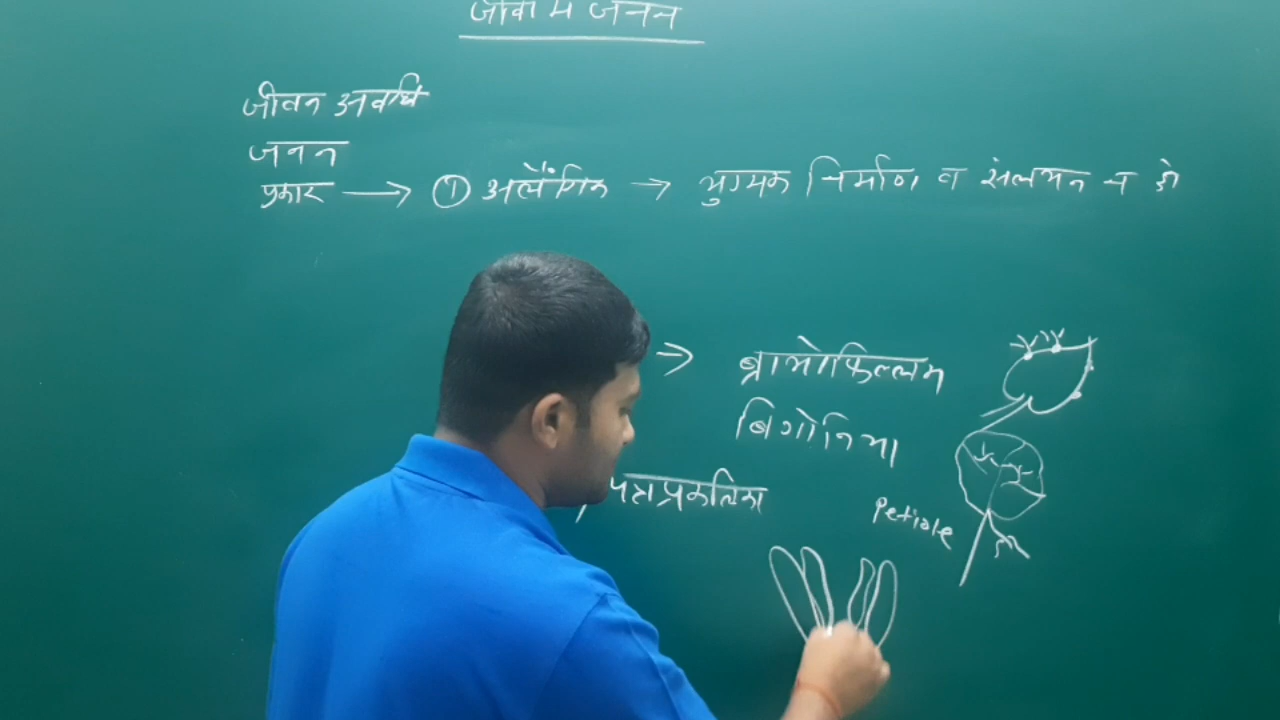 जीवों में जनन
जीवन अवधि
जनन
प्रकार → ① अलैंगिक → युग्मक निर्माण व संलयन न हो
→ ब्रायोफिल्लम
बिगोनिया
पत्रप्रकलिका
Petiole